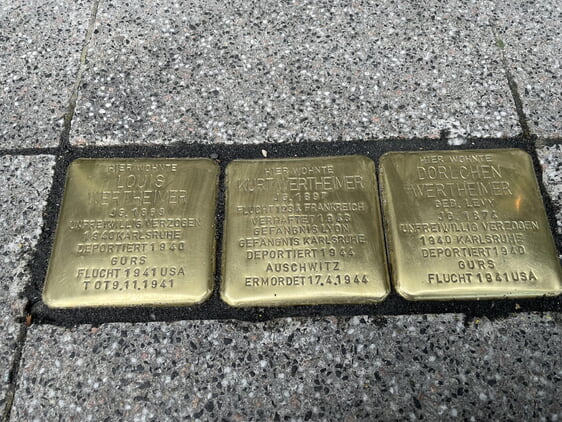 HIER WOHNTE
LOUIS
WERTHEIMER
JG.
UNFREIWILLIG VERZOGEN
1940 KARLSRUHE
DEPORTIERT 1940
GURS
FLUCHT 1941 USA
TOT 9.11.1941
HIER WOHNTE
KURT WERTHEIMER
JG. 1897
FLUCHT FRANKREICH
VERHAFTET
GEFÄNGNIS LYON
GEFÄNGNIS KARLSRUHE
DEPORTIERT 1944
AUSCHWITZ
ERMORDET 17.4.1944
HIER WOHNTE
DORLCHEN
WERTHEIMER
GEB. LEVY
JG. 1874
UNFREIWILLIG VERZOGEN
1940 KARLSRUHE
DEPORTIERT 1940
GURS
FLUCHT 1941 USA